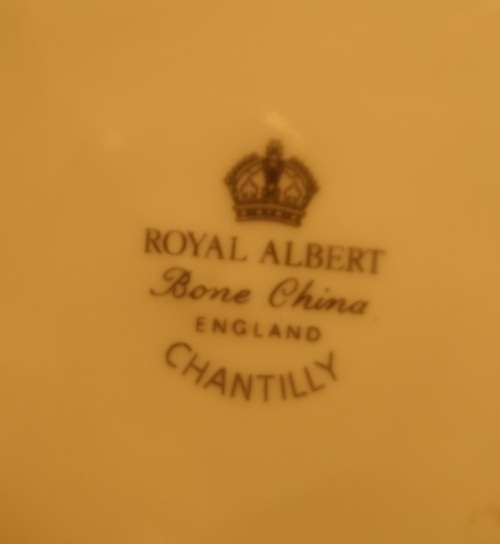 ROYAL ALBERT
Bone China
ENGLAND
CHANTILLY